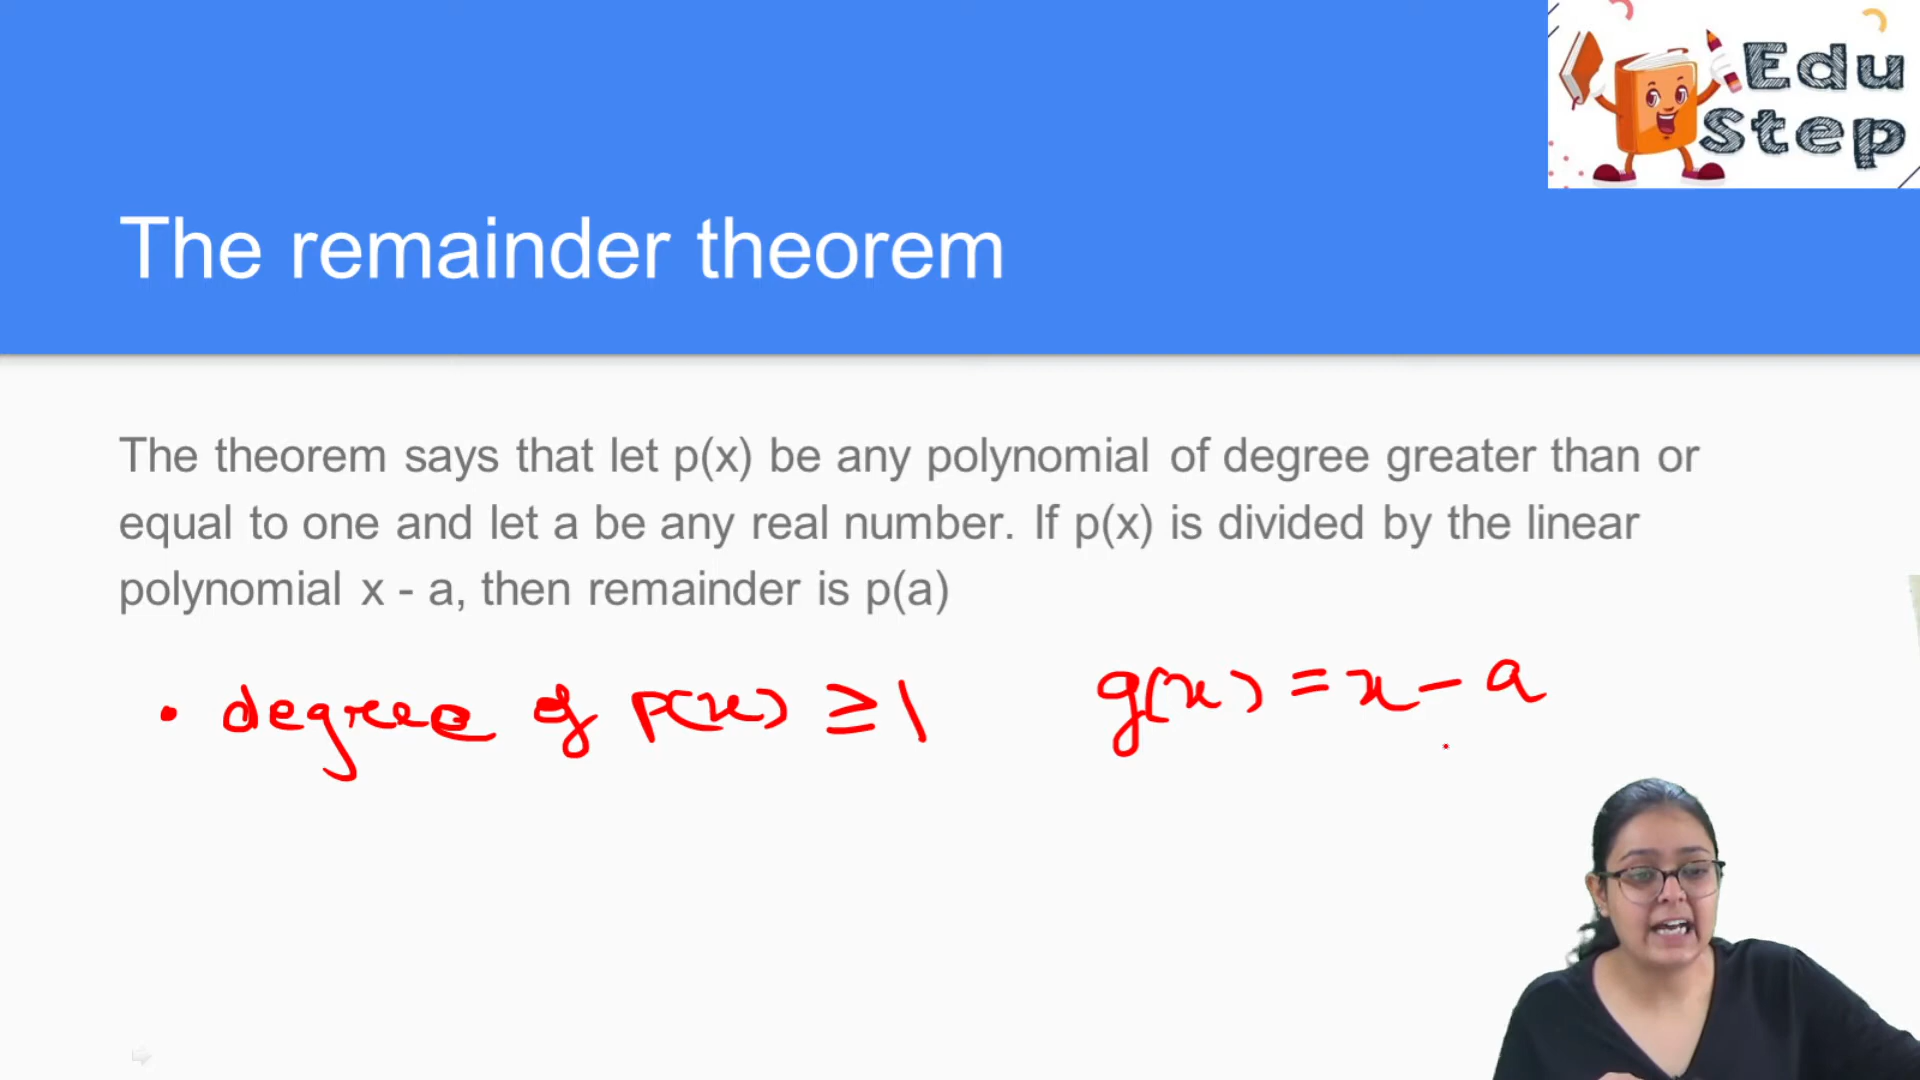 Edu
Step
The remainder theorem
The theorem says that let p(x) be any polynomial of degree greater than or
equal to one and let a be any real number. If p(x) is divided by the linear
polynomial x - a, then remainder is p(a)
• degree of p(x) ≥ 1
g(x) = x - a